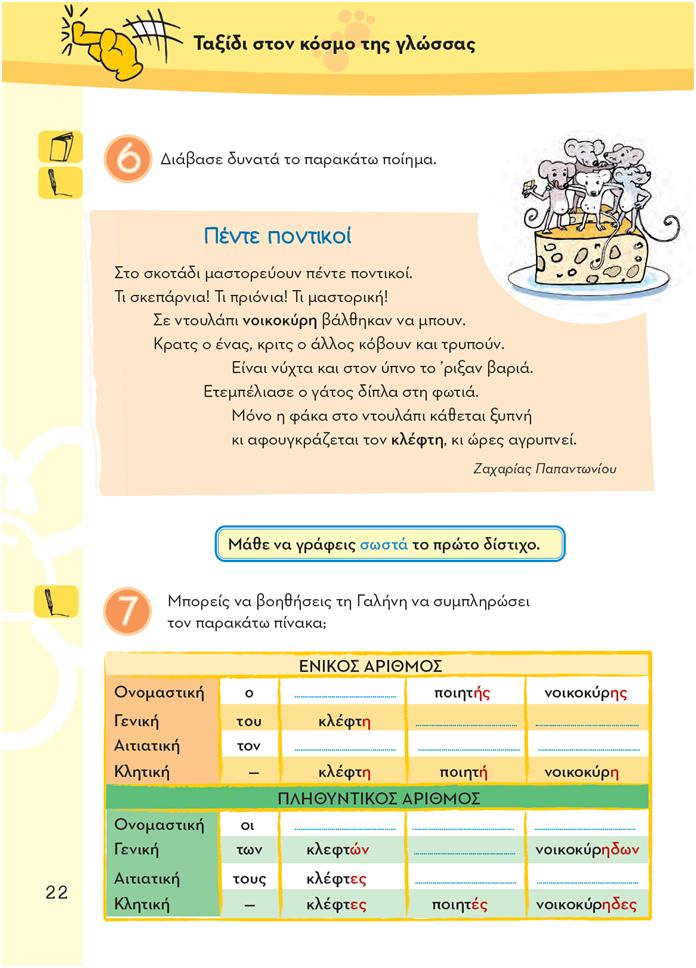 Ταξίδι στον κόσμο της γλώσσας
6 Διάβασε δυνατά το παρακάτω ποίημα.
Πέντε ποντικοί
Στο σκοτάδι μαστορεύουν πέντε ποντικοί.
Τι σκεπάρνια! Τι πριόνια! Τι μαστορική!
Σε ντουλάπι νοικοκύρη βάλθηκαν να μπουν.
Κρατς ο ένας, κριτς ο άλλος κόβουν και τρυπούν.
Είναι νύχτα και στον ύπνο το ’ριξαν βαριά.
Ετεμπέλιασε ο γάτος δίπλα στη φωτιά.
Μόνο η φάκα στο ντουλάπι κάθεται ξυπνή
κι αφουγκράζεται τον κλέφτη, κι ώρες αγρυπνεί.
Ζαχαρίας Παπαντωνίου
Μάθε να γράφεις σωστά το πρώτο δίστιχο.
7 Μπορείς να βοηθήσεις τη Γαλήνη να συμπληρώσει
τον παρακάτω πίνακα;
ΕΝΙΚΟΣ ΑΡΙΘΜΟΣ
Ονομαστική ο ........................ ποιητής νοικοκύρης
Γενική του κλέφτη ........................ ........................
Αιτιατική τον ........................ ........................ ........................
Κλητική – κλέφτη ποιητή νοικοκύρη
ΠΛΗΘΥΝΤΙΚΟΣ ΑΡΙΘΜΟΣ
Ονομαστική οι ........................ ........................ ........................
Γενική των κλεφτών ........................ νοικοκύρηδων
Αιτιατική τους κλέφτες ........................ ........................
Κλητική – κλέφτες ποιητές νοικοκύρηδες
22